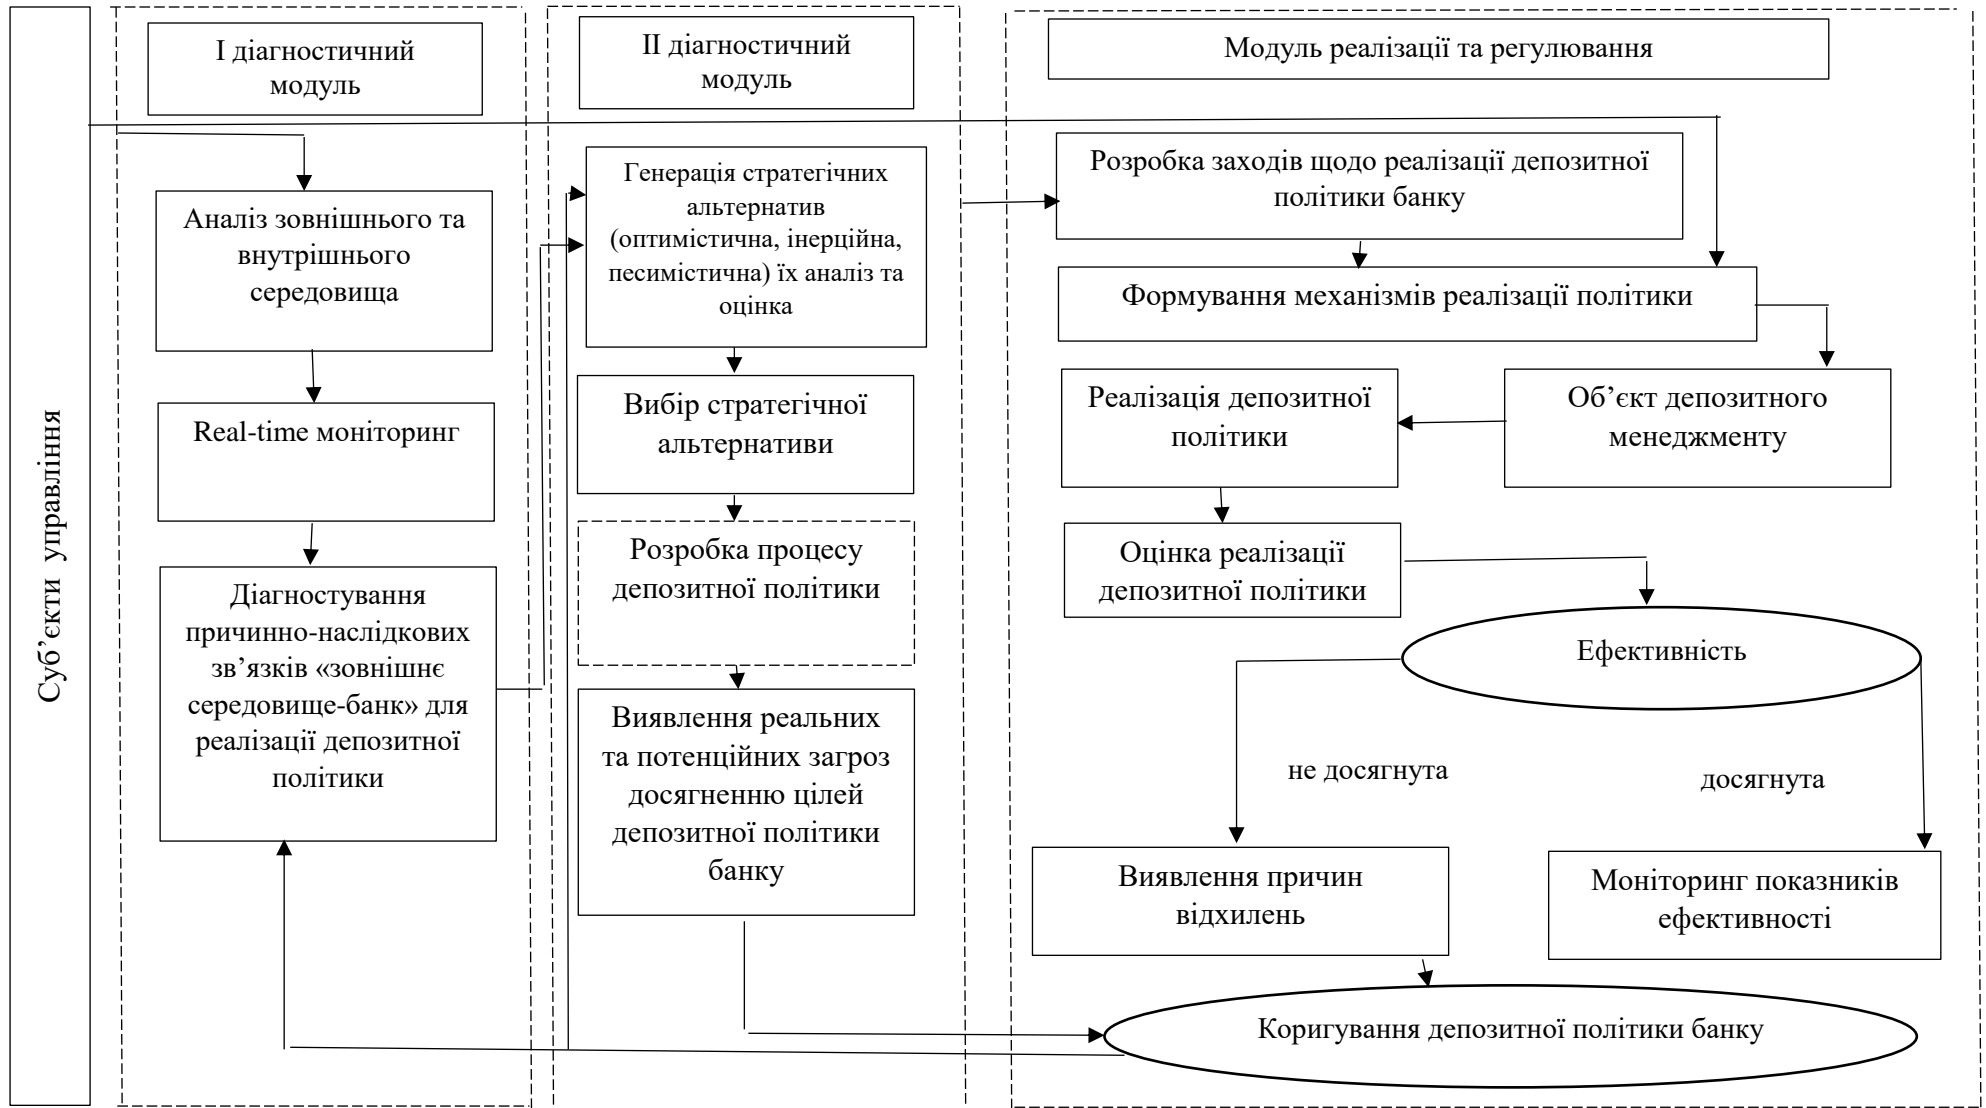 Суб’єкти управління
І діагностичний
модуль
Аналіз зовнішнього та
внутрішнього
середовища
Real-time моніторинг
Діагностування
причинно-наслідкових
зв’язків «зовнішнє
середовище-банк» для
реалізації депозитної
політики
ІІ діагностичний
модуль
Генерація стратегічних
альтернатив
(оптимістична, інерційна,
песимістична) їх аналіз та
оцінка
Вибір стратегічної
альтернативи
Розробка процесу
депозитної політики
Виявлення реальних
та потенційних загроз
досягненню цілей
депозитної політики
банку
Модуль реалізації та регулювання
Розробка заходів щодо реалізації депозитної
політики банку
Формування механізмів реалізації політики
Реалізація депозитної
політики
Об’єкт депозитного
менеджменту
Оцінка реалізації
депозитної політики
Ефективність
не досягнута
досягнута
Виявлення причин
відхилень
Моніторинг показників
ефективності
Коригування депозитної політики банку